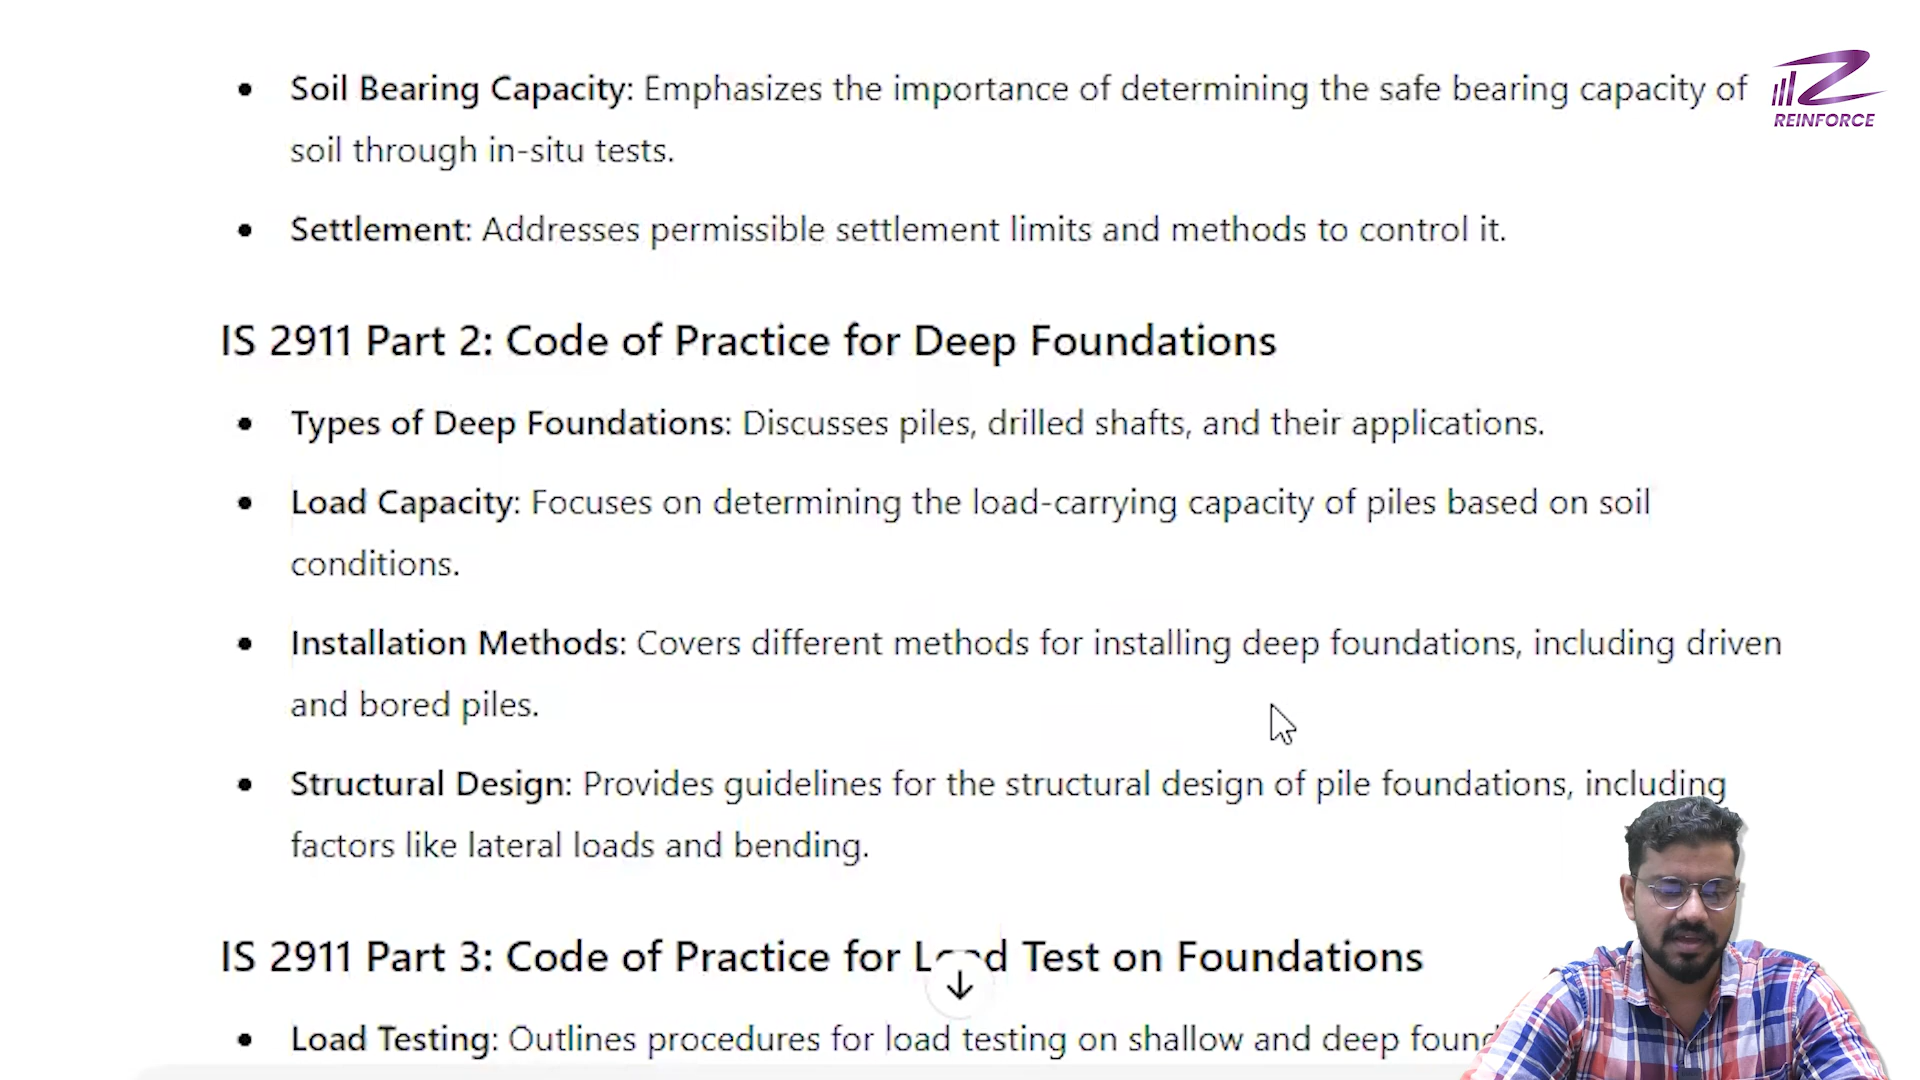 Soil Bearing Capacity: Emphasizes the importance of determining the safe bearing capacity of
soil through in-situ tests.
REINFORCE
Settlement: Addresses permissible settlement limits and methods to control it.
IS 2911 Part 2: Code of Practice for Deep Foundations
Types of Deep Foundations: Discusses piles, drilled shafts, and their applications.
Load Capacity: Focuses on determining the load-carrying capacity of piles based on soil
conditions.
Installation Methods: Covers different methods for installing deep foundations, including driven
and bored piles.
Structural Design: Provides guidelines for the structural design of pile foundations, including
factors like lateral loads and bending.
IS 2911 Part 3: Code of Practice for Load Test on Foundations
Load Testing: Outlines procedures for load testing on shallow and deep